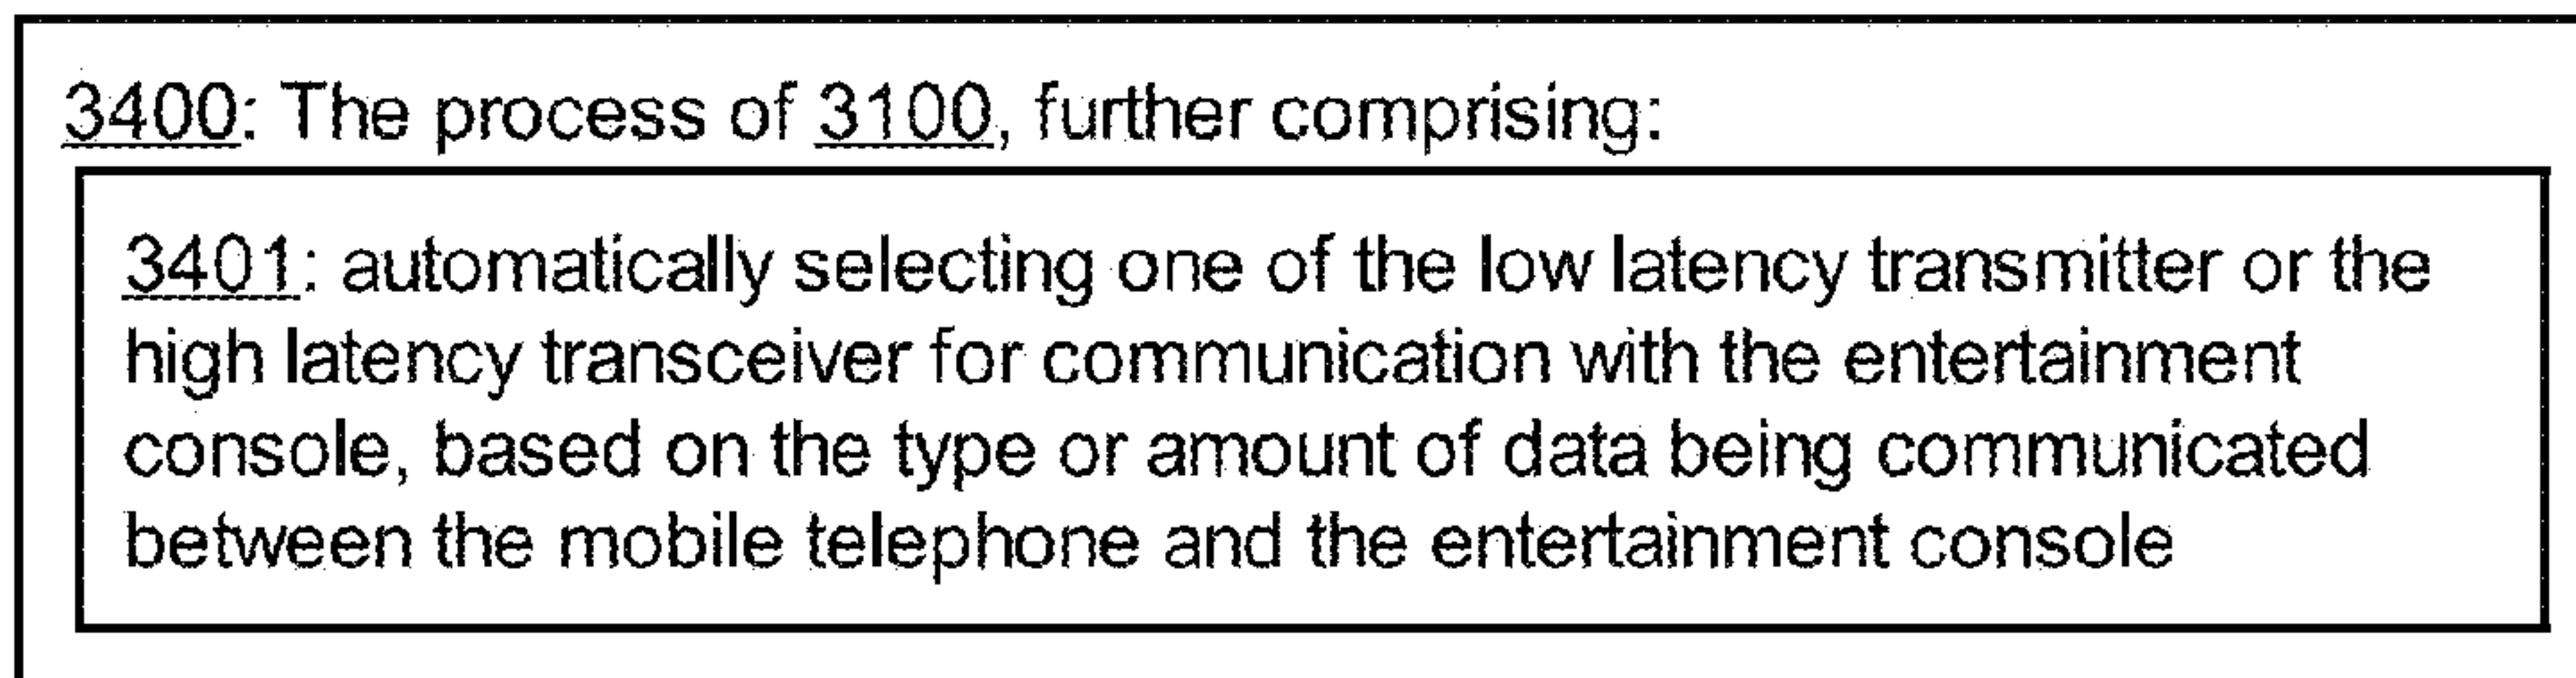 3400: The process of 3100, further comprising:
3401: automatically selecting one of the low latency transmitter or the
high latency transceiver for communication with the entertainment
console, based on the type or amount of data being communicated
between the mobile telephone and the entertainment console